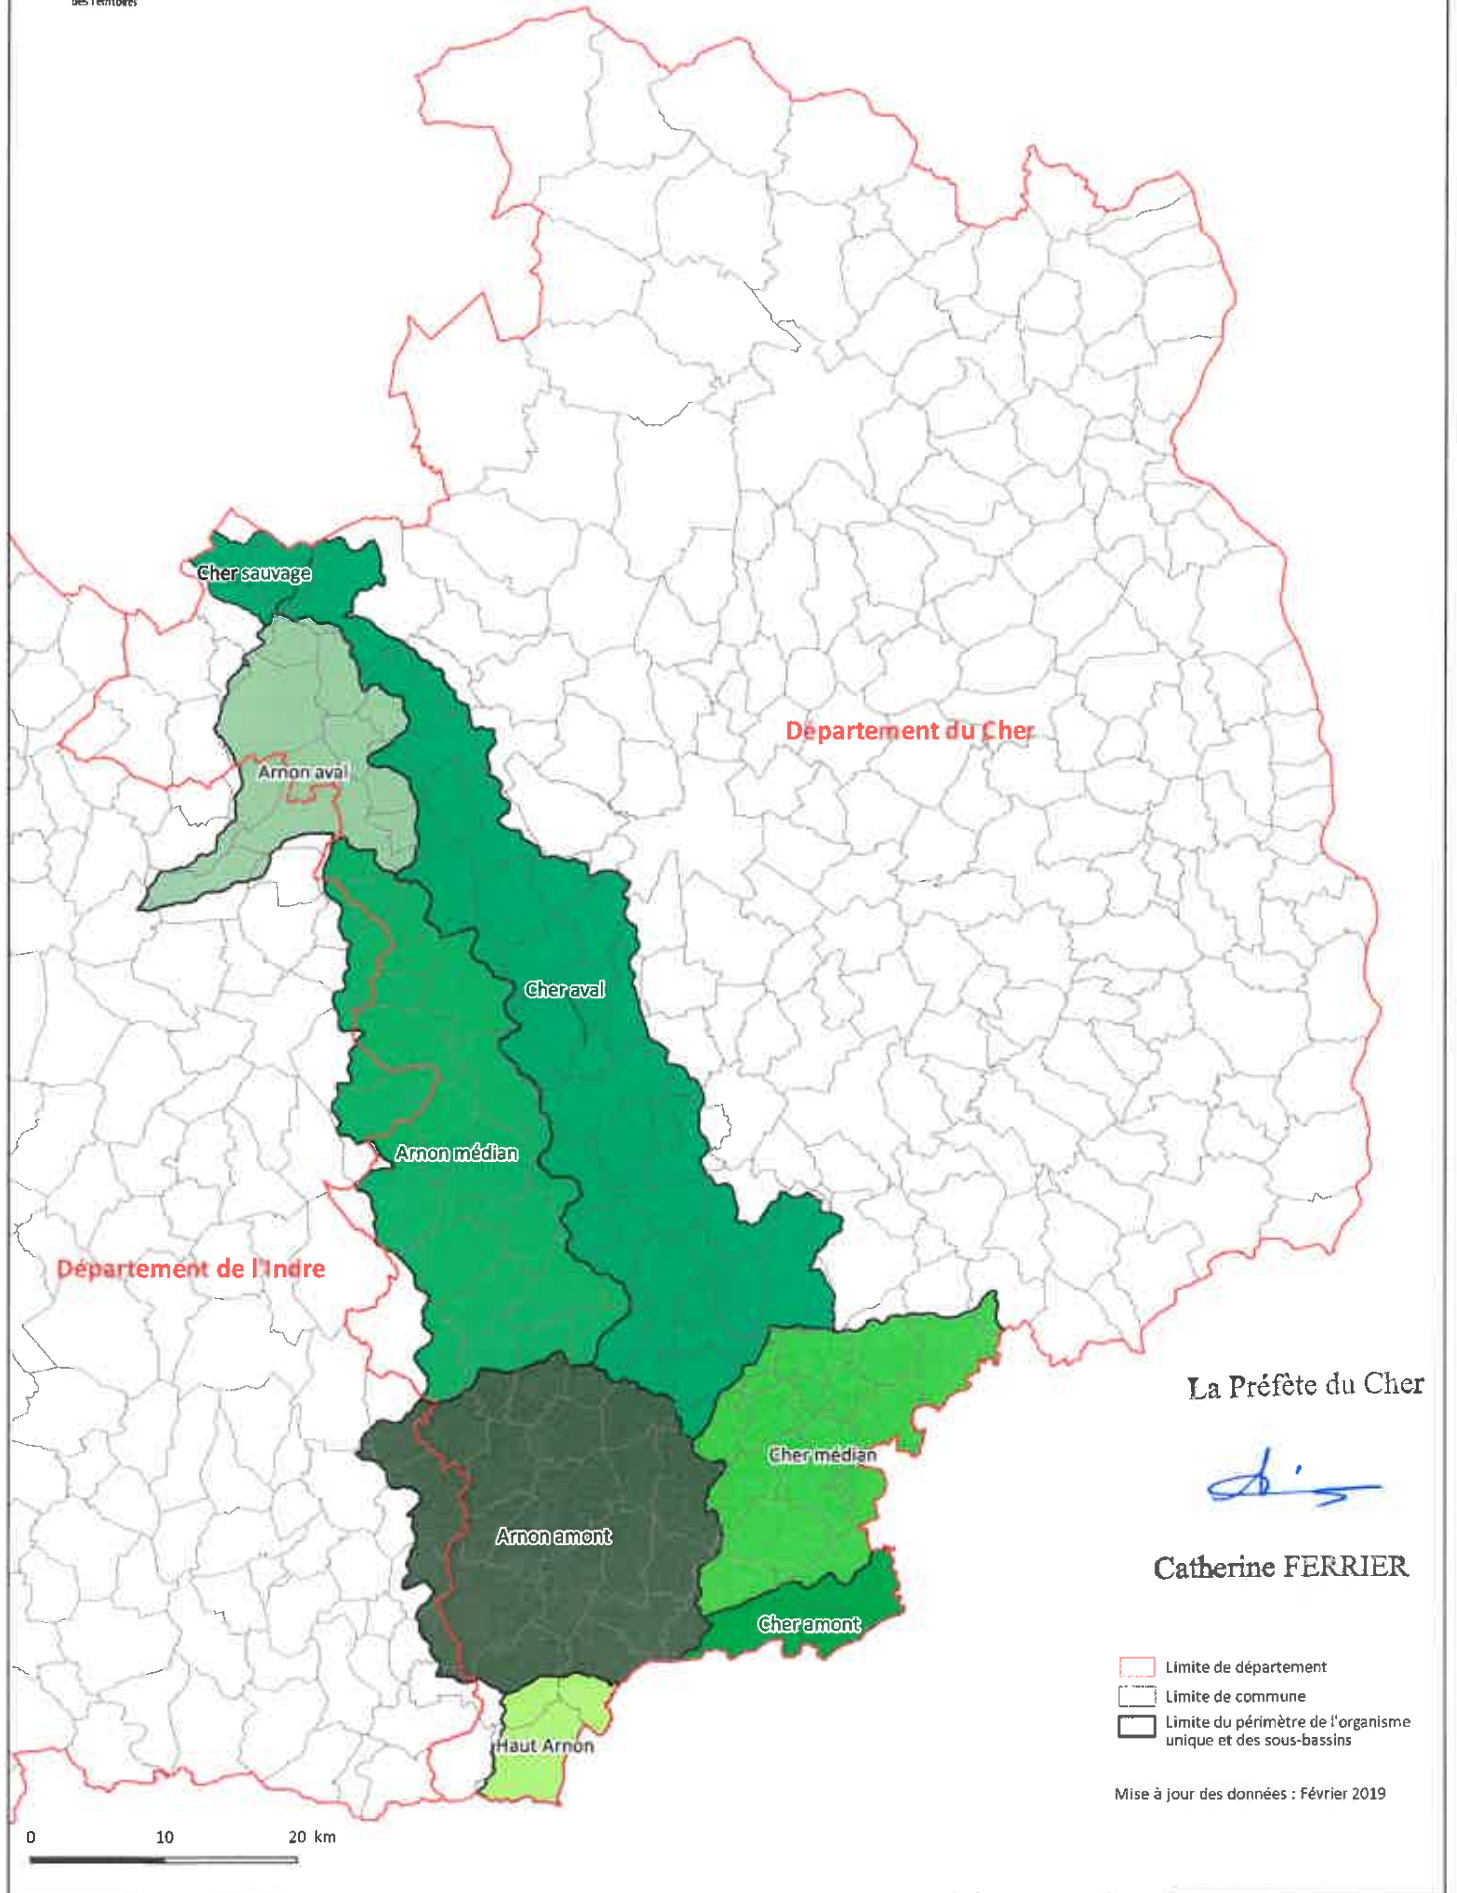 des Territoires
Cher sauvage
Département du Cher
Arnon aval
Cher aval
Arnon médian
Département de l'Indre
La Préfète du Cher
Cher médian
Arnon amont
Catherine FERRIER
Cher amont
Limite de département
Limite de commune
Limite du périmètre de l'organisme
unique et des sous-bassins
Haut Arnon
Mise à jour des données : Février 2019
0 10 20 km